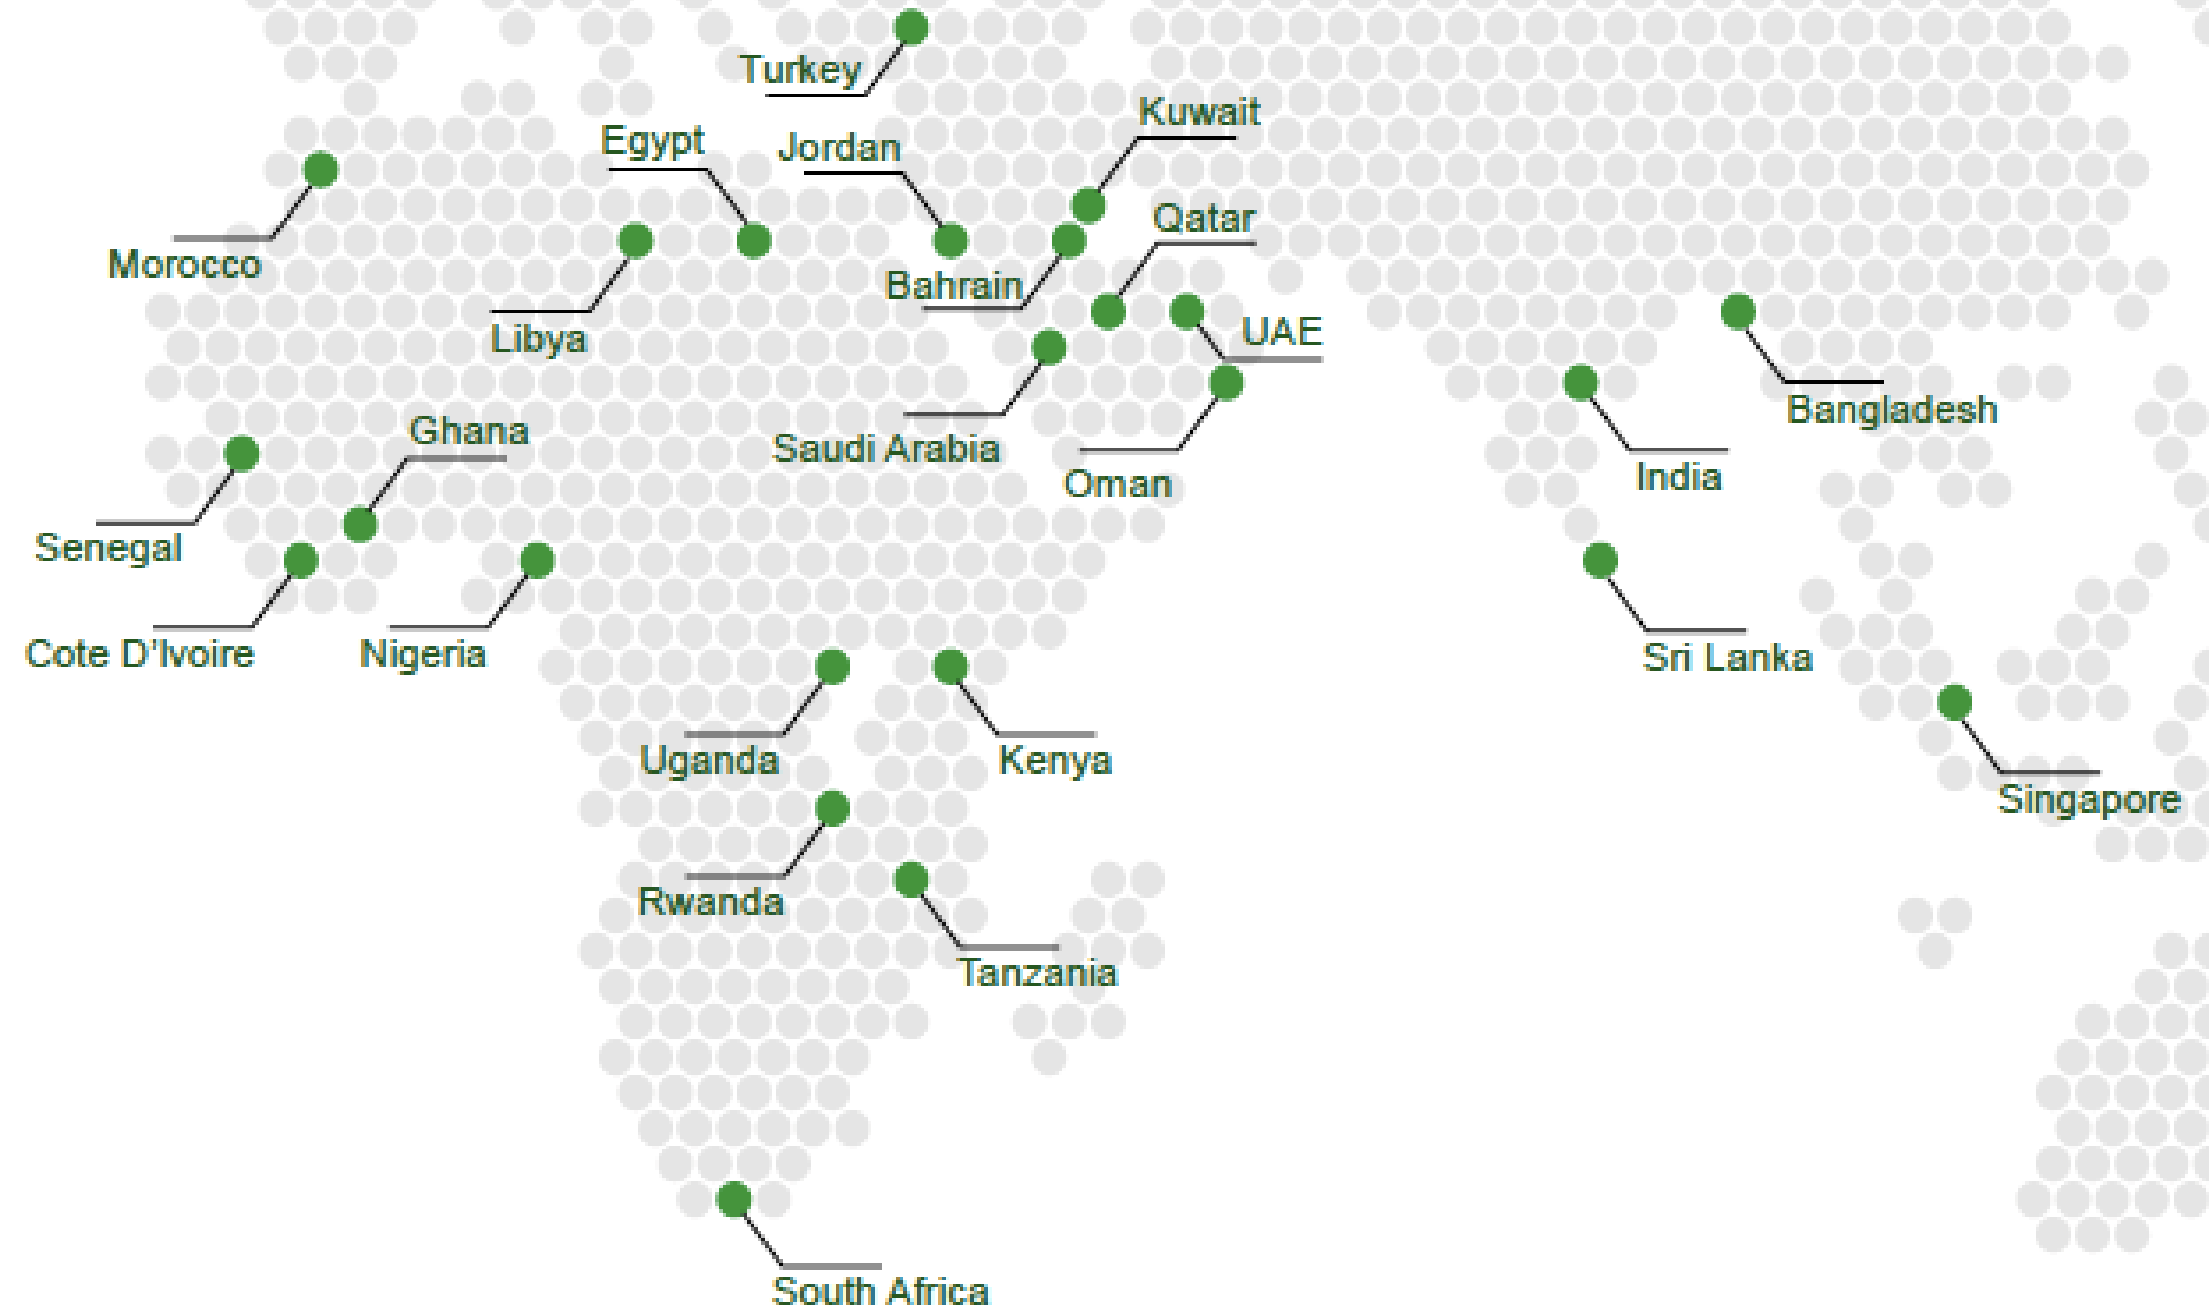 Turkey
Kuwait
Egypt
Jordan
Qatar
Morocco
Bahrain
Libya
UAE
Bangladesh
Ghana
Saudi Arabia
India
Oman
Senegal
Cote D'Ivoire
Nigeria
Sri Lanka
Uganda
Kenya
Singapore
Rwanda
Tanzania
South Africa